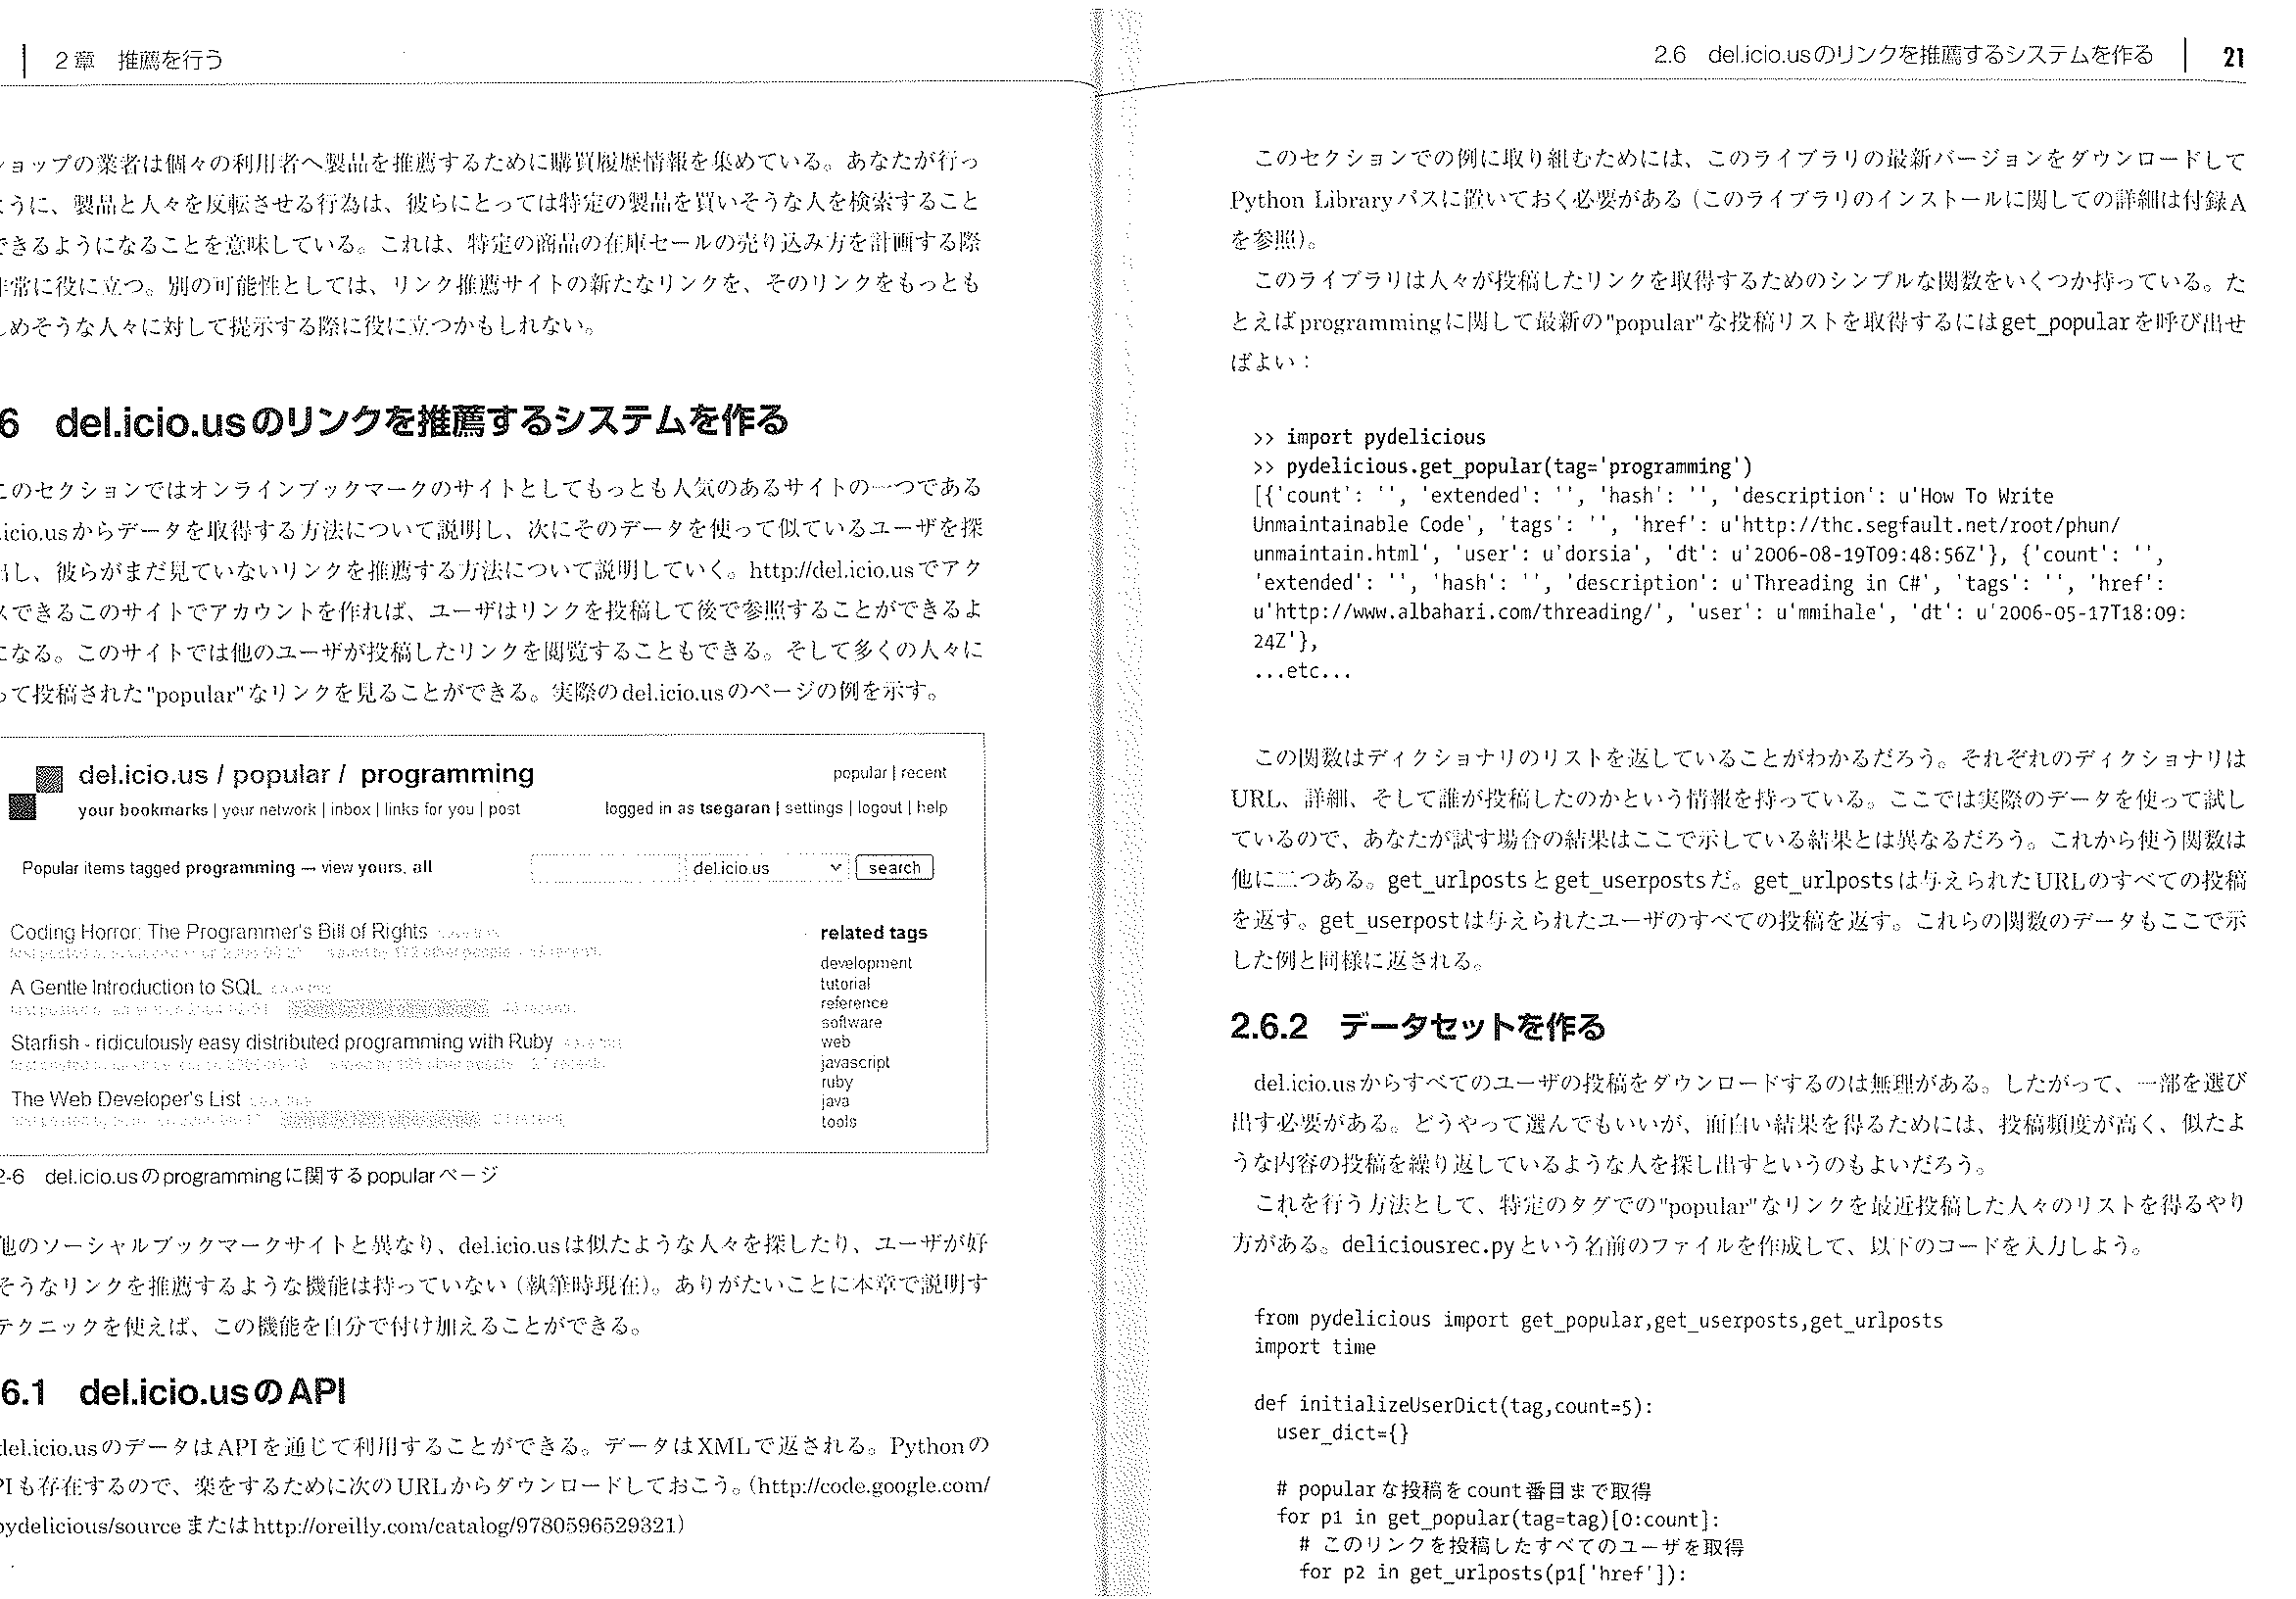 2章 推薦を行う
ョップの業者は個々の利用者へ製品を推薦するために購買履歴情報を集めている。あなたが行っ
うに、製品と人々を反転させる行為は、彼らにとっては特定の製品を買いそうな人を検索すること
できるようになることを意味している。これは、特定の商品の在庫セールの売り込み方を計画する際
常に役に立つ。別の可能性としては、リンク推薦サイトの新たなリンクを、そのリンクをもっとも
しめそうな人々に対して提示する際に役に立つかもしれない。
6 del.icio.usのリンクを推薦するシステムを作る
このセクションではオンラインブックマークのサイトとしてもっとも人気のあるサイトの一つである
.icio.usからデータを取得する方法について説明し、次にそのデータを使って似ているユーザを探
出し、彼らがまだ見ていないリンクを推薦する方法について説明していく。http://del.icio.usでアク
スできるこのサイトでアカウントを作れば、ユーザはリンクを投稿して後で参照することができるよ
になる。このサイトでは他のユーザが投稿したリンクを閲覧することもできる。そして多くの人々に
って投稿された"popular"なリンクを見ることができる。実際のdel.icio.usのページの例を示す。
del.icio.us / popular / programming
popular | recent
your bookmarks | your network | inbox | links for you | post
logged in as tsegaran | settings | logout | help
Popular items tagged programming — view yours, all
del.icio.us
search
Coding Horror: The Programmer's Bill of Rights
A Gentle Introduction to SQL
Starfish - ridiculously easy distributed programming with Ruby
The Web Developer's List
related tags
development
tutorial
reference
software
web
javascript
ruby
java
tools
2-6 del.icio.usのprogrammingに関するpopularページ
他のソーシャルブックマークサイトと異なり、del.icio.usは似たような人々を探したり、ユーザが好
そうなリンクを推薦するような機能は持っていない（執筆時現在）。ありがたいことに本章で説明す
テクニックを使えば、この機能を自分で付け加えることができる。
6.1 del.icio.usのAPI
del.icio.usのデータはAPIを通じて利用することができる。データはXMLで返される。Pythonの
PIも存在するので、楽をするために次のURLからダウンロードしておこう。（http://code.google.com/
pydelicious/sourceまたはhttp://oreilly.com/catalog/9780596529321）
2.6 del.icio.usのリンクを推薦するシステムを作る 21
このセクションでの例に取り組むためには、このライブラリの最新バージョンをダウンロードして
Python Libraryパスに置いておく必要がある（このライブラリのインストールに関しての詳細は付録A
を参照）。
このライブラリは人々が投稿したリンクを取得するためのシンプルな関数をいくつか持っている。た
とえばprogrammingに関して最新の"popular"な投稿リストを取得するにはget_popularを呼び出せ
ばよい：
>> import pydelicious
>> pydelicious.get_popular(tag='programming')
[{'count': '', 'extended': '', 'hash': '', 'description': u'How To Write
Unmaintainable Code', 'tags': '', 'href': u'http://thc.segfault.net/root/phun/
unmaintain.html', 'user': u'dorsia', 'dt': u'2006-08-19T09:48:56Z'}, {'count': '',
'extended': '', 'hash': '', 'description': u'Threading in C#', 'tags': '', 'href':
u'http://www.albahari.com/threading/', 'user': u'mmihale', 'dt': u'2006-05-17T18:09:
24Z'},
...etc...
この関数はディクショナリのリストを返していることがわかるだろう。それぞれのディクショナリは
URL、詳細、そして誰が投稿したのかという情報を持っている。ここでは実際のデータを使って試し
ているので、あなたが試す場合の結果はここで示している結果とは異なるだろう。これから使う関数は
他に二つある。get_urlpostsとget_userpostsだ。get_urlpostsは与えられたURLのすべての投稿
を返す。get_userpostは与えられたユーザのすべての投稿を返す。これらの関数のデータもここで示
した例と同様に返される。
2.6.2 データセットを作る
del.icio.usからすべてのユーザの投稿をダウンロードするのは無理がある。したがって、一部を選び
出す必要がある。どうやって選んでもいいが、面白い結果を得るためには、投稿頻度が高く、似たよ
うな内容の投稿を繰り返しているような人を探し出すというのもよいだろう。
これを行う方法として、特定のタグでの"popular"なリンクを最近投稿した人々のリストを得るやり
方がある。deliciousrec.pyという名前のファイルを作成して、以下のコードを入力しよう。
from pydelicious import get_popular,get_userposts,get_urlposts
import time
def initializeUserDict(tag,count=5):
user_dict={}
# popularな投稿をcount番目まで取得
for p1 in get_popular(tag=tag)[0:count]:
# このリンクを投稿したすべてのユーザを取得
for p2 in get_urlposts(p1['href']):